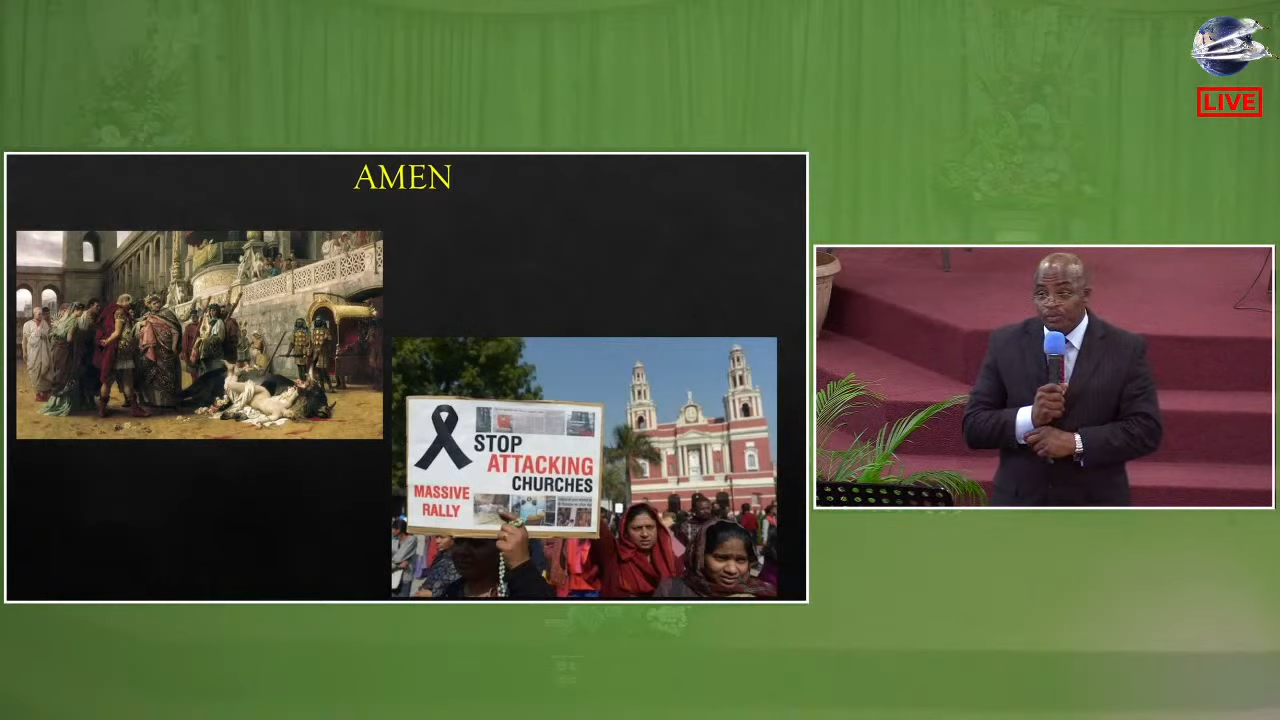 LIVE
AMEN
STOP
ATTACKING
CHURCHES
MASSIVE
RALLY